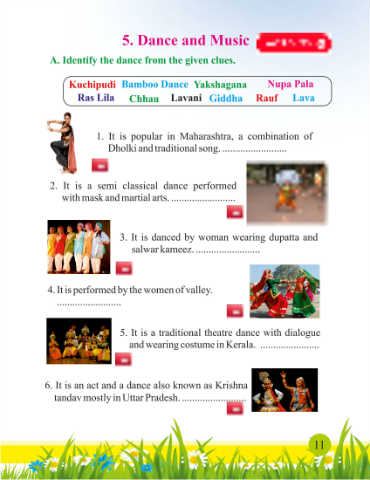 5. Dance and Music
A. Identify the dance from the given clues.
Kuchipudi Bamboo Dance Yakshagana Nupa Pala
Ras Lila Chhau Lavani Giddha Rauf Lava
1. It is popular in Maharashtra, a combination of
Dholki and traditional song. .........................
2. It is a semi classical dance performed
with mask and martial arts. .........................
3. It is danced by woman wearing dupatta and
salwar kameez. .........................
4. It is performed by the women of valley.
.........................
5. It is a traditional theatre dance with dialogue
and wearing costume in Kerala. .......................
6. It is an act and a dance also known as Krishna
tandav mostly in Uttar Pradesh. .........................
11